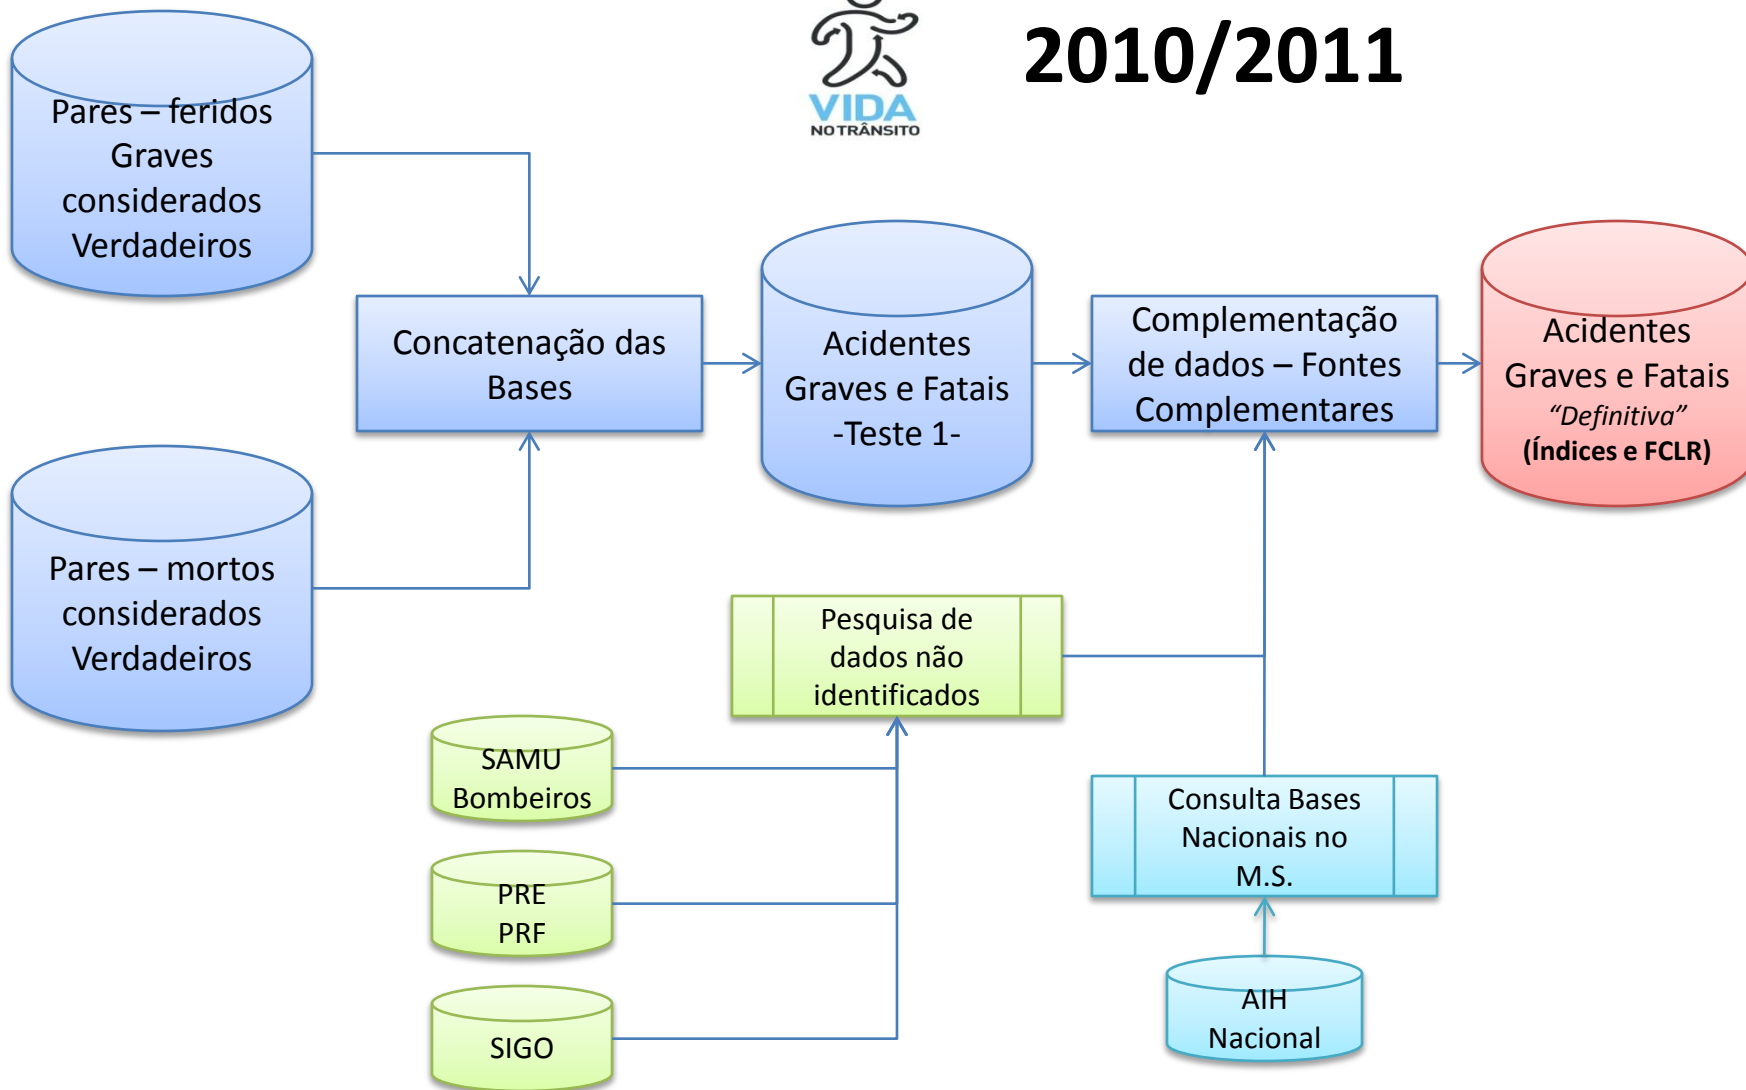 VIDA
NO TRÂNSITO
2010/2011
Pares – feridos
Graves
considerados
Verdadeiros
Concatenação das
Bases
Acidentes
Graves e Fatais
-Teste 1-
Complementação
de dados – Fontes
Complementares
Acidentes
Graves e Fatais
“Definitiva”
(Índices e FCLR)
Pares – mortos
considerados
Verdadeiros
Pesquisa de
dados não
identificados
SAMU
Bombeiros
PRE
PRF
SIGO
Consulta Bases
Nacionais no
M.S.
AIH
Nacional